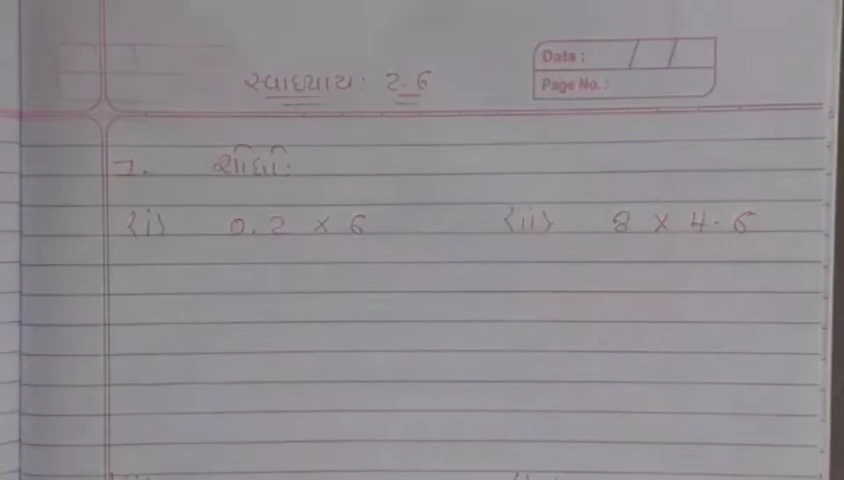 સ્વાધ્યાય: 2.6
Date : / /
Page No. :
1. શોધો:
(i) 0.2 × 6 (ii) 8 × 4.6